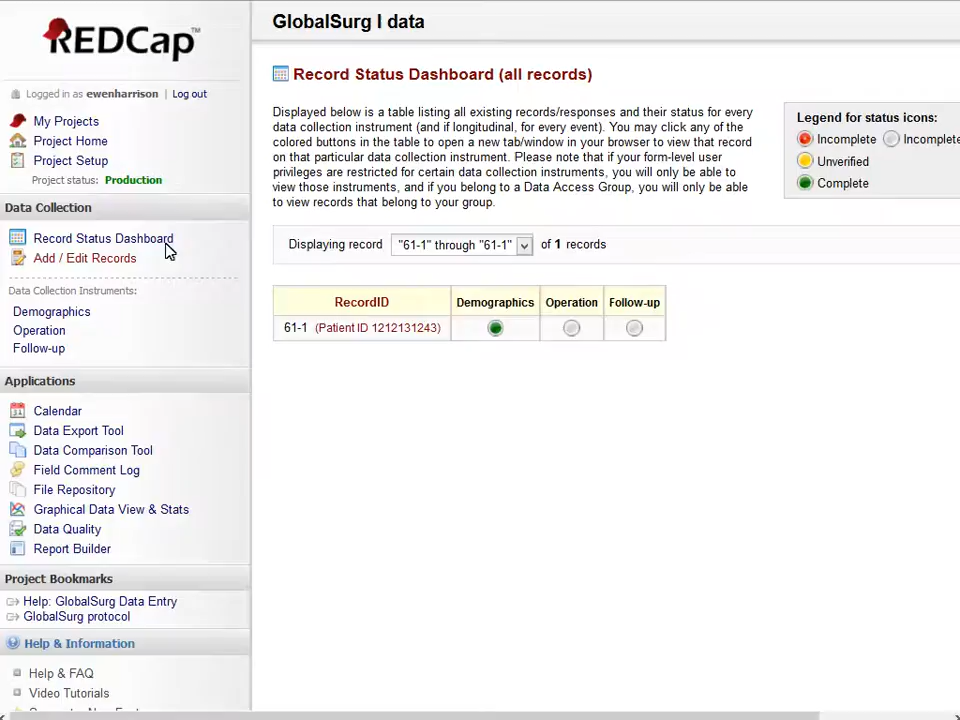 REDCap™
Logged in as ewenharrison | Log out
My Projects
Project Home
Project Setup
Project status: Production
Data Collection
Record Status Dashboard
Add / Edit Records
Data Collection Instruments:
Demographics
Operation
Follow-up
Applications
Calendar
Data Export Tool
Data Comparison Tool
Field Comment Log
File Repository
Graphical Data View & Stats
Data Quality
Report Builder
Project Bookmarks
Help: GlobalSurg Data Entry
GlobalSurg protocol
Help & Information
Help & FAQ
Video Tutorials
GlobalSurg I data
Record Status Dashboard (all records)
Displayed below is a table listing all existing records/responses and their status for every
data collection instrument (and if longitudinal, for every event). You may click any of the
colored buttons in the table to open a new tab/window in your browser to view that record
on that particular data collection instrument. Please note that if your form-level user
privileges are restricted for certain data collection instruments, you will only be able to
view those instruments, and if you belong to a Data Access Group, you will only be able
to view records that belong to your group.
Legend for status icons:
Incomplete Incomplete
Unverified
Complete
Displaying record "61-1" through "61-1" of 1 records
RecordID Demographics Operation Follow-up
61-1 (Patient ID 1212131243)